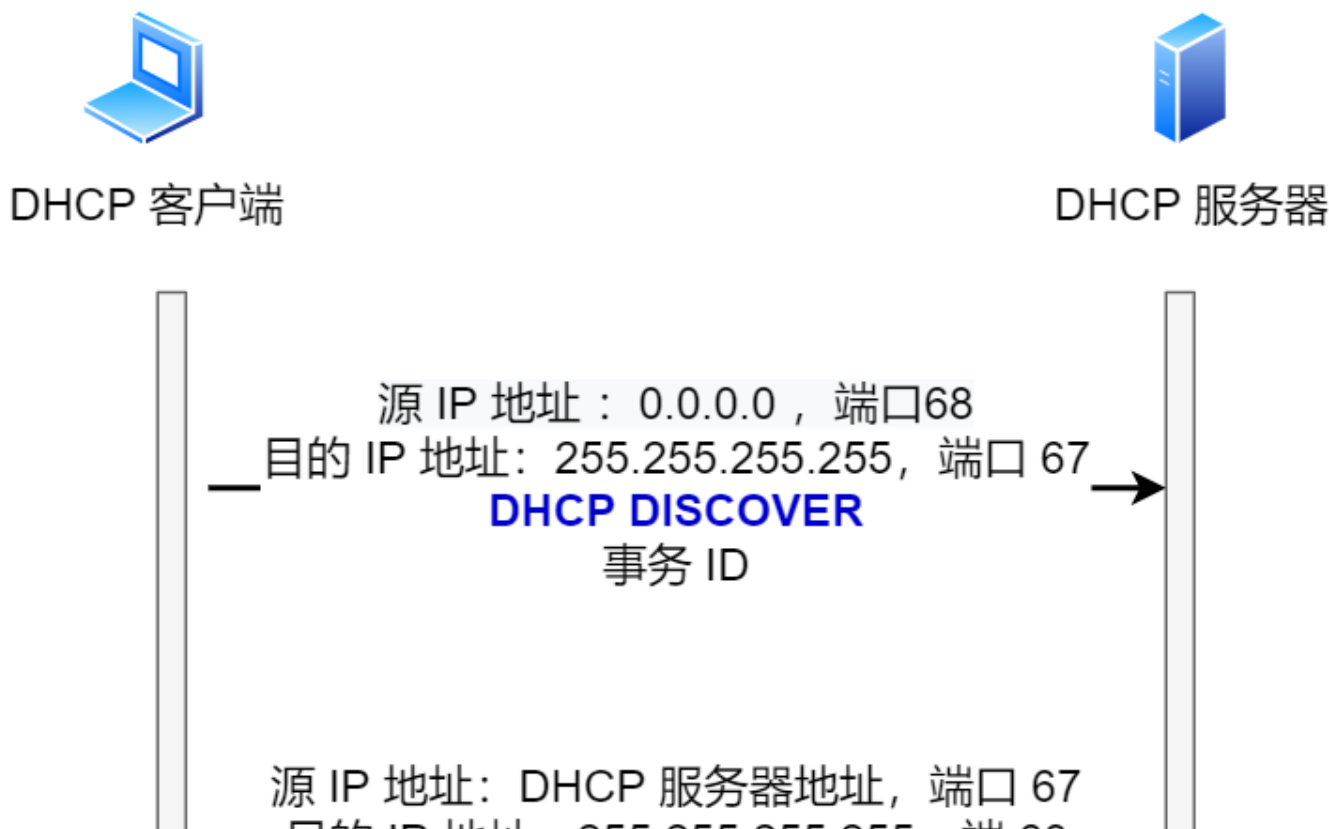 DHCP 客户端
DHCP 服务器
源 IP 地址 ：0.0.0.0 ，端口68
目的 IP 地址：255.255.255.255，端口 67
DHCP DISCOVER
事务 ID
源 IP 地址：DHCP 服务器地址，端口 67